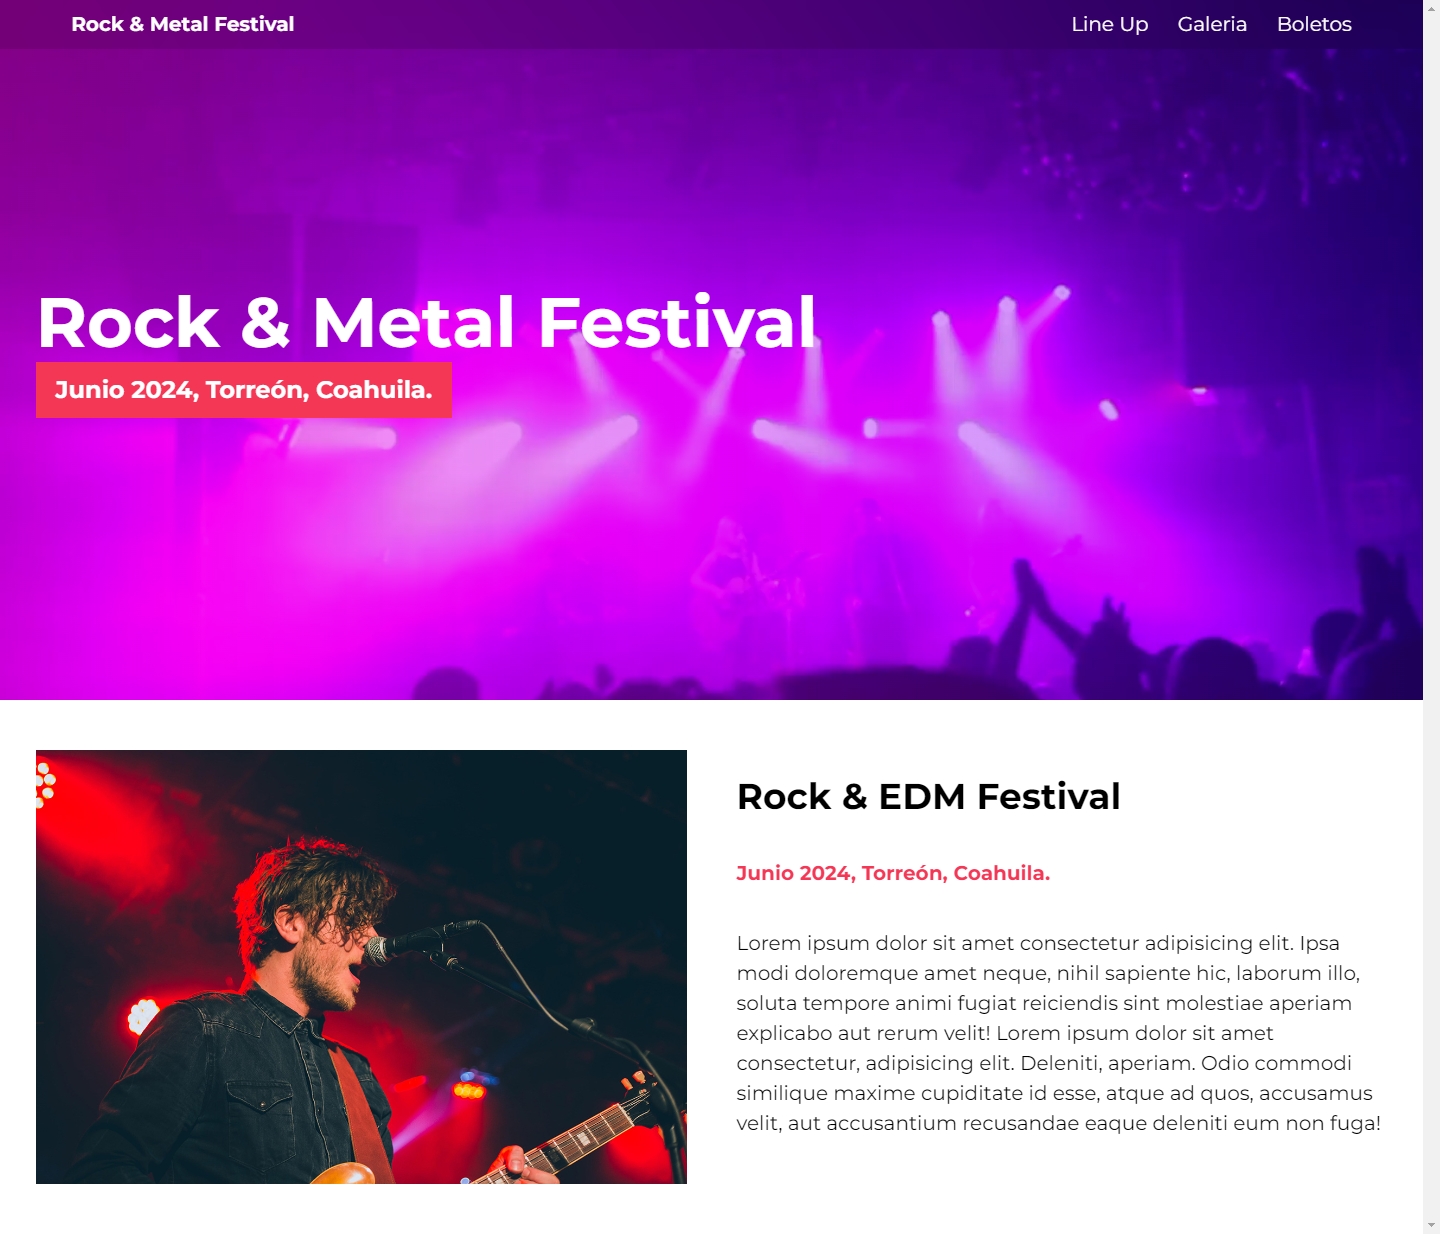 Rock & Metal Festival
Line Up Galeria Boletos
Rock & Metal Festival
Junio 2024, Torreón, Coahuila.
Rock & EDM Festival
Junio 2024, Torreón, Coahuila.
Lorem ipsum dolor sit amet consectetur adipisicing elit. Ipsa
modi doloremque amet neque, nihil sapiente hic, laborum illo,
soluta tempore animi fugiat reiciendis sint molestiae aperiam
explicabo aut rerum velit! Lorem ipsum dolor sit amet
consectetur, adipisicing elit. Deleniti, aperiam. Odio commodi
similique maxime cupiditate id esse, atque ad quos, accusamus
velit, aut accusantium recusandae eaque deleniti eum non fuga!